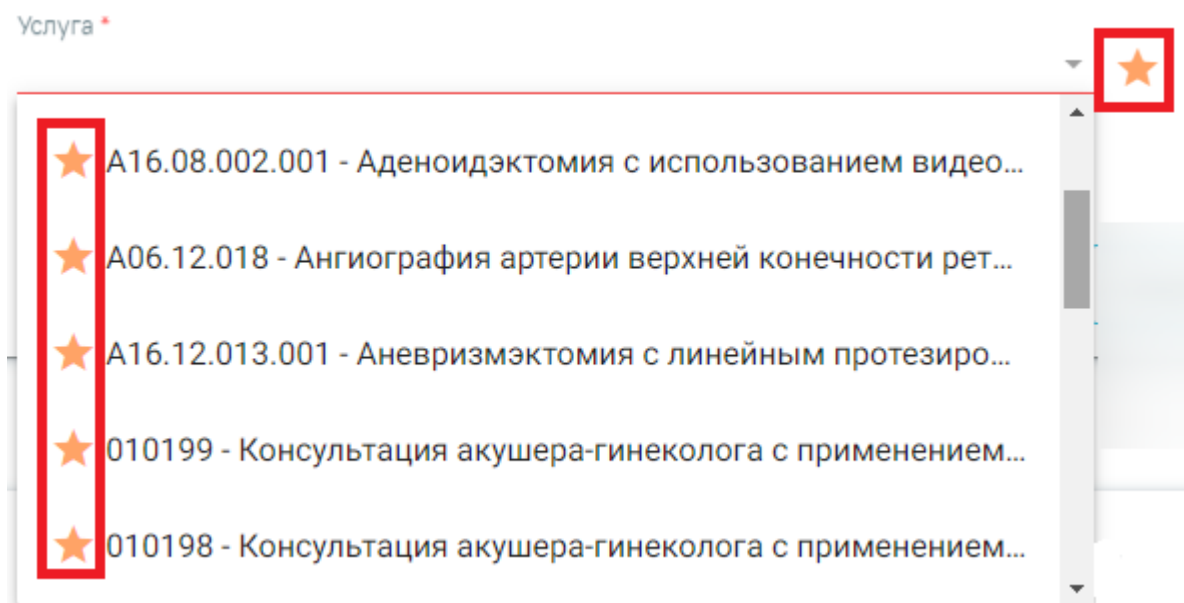 Услуга *
A16.08.002.001 - Аденоидэктомия с использованием видео...
A06.12.018 - Ангиография артерии верхней конечности рет...
A16.12.013.001 - Аневризмэктомия с линейным протезиро...
010199 - Консультация акушера-гинеколога с применением...
010198 - Консультация акушера-гинеколога с применением...